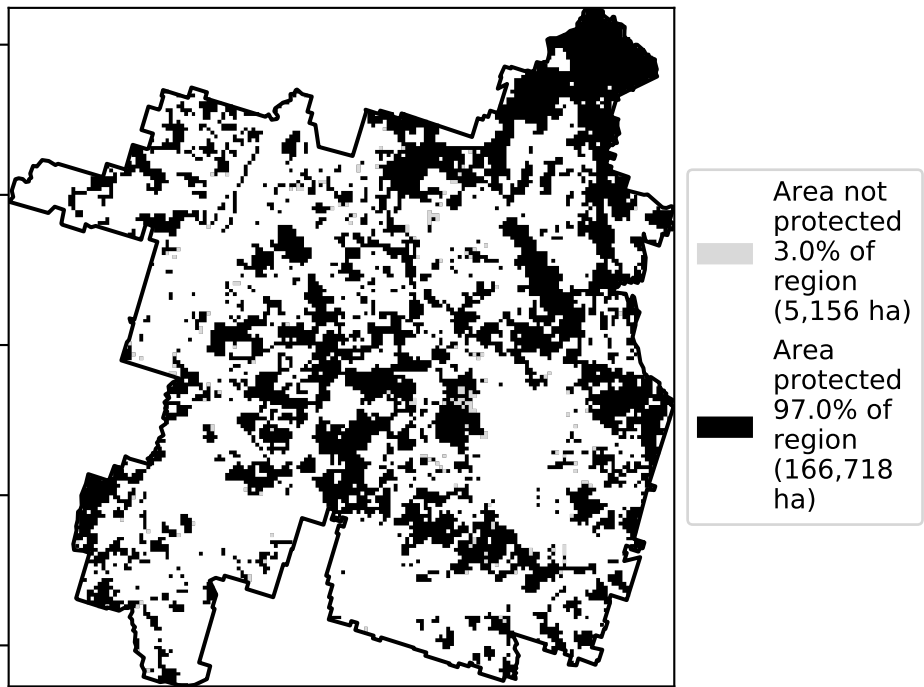 Area not
protected
3.0% of
region
(5,156 ha)
Area
protected
97.0% of
region
(166,718
ha)